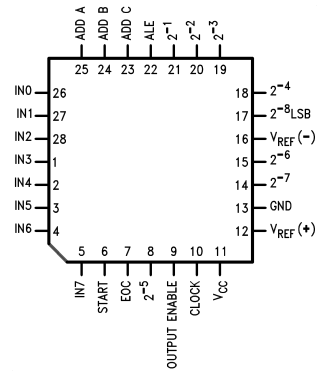 ADD A
ADD B
ADD C
ALE
2⁻¹
2⁻²
2⁻³
25 24 23 22 21 20 19
IN0 26
IN1 27
IN2 28
IN3 1
IN4 2
IN5 3
IN6 4
18 2⁻⁴
17 2⁻⁸LSB
16 VREF(−)
15 2⁻⁶
14 2⁻⁷
13 GND
12 VREF(+)
5 6 7 8 9 10 11
IN7
START
EOC
2⁻⁵
OUTPUT ENABLE
CLOCK
VCC